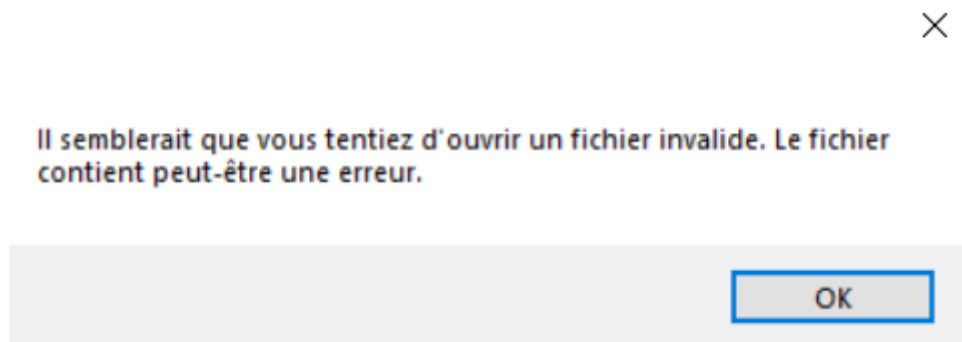 Il semblerait que vous tentiez d'ouvrir un fichier invalide. Le fichier
contient peut-être une erreur.
OK